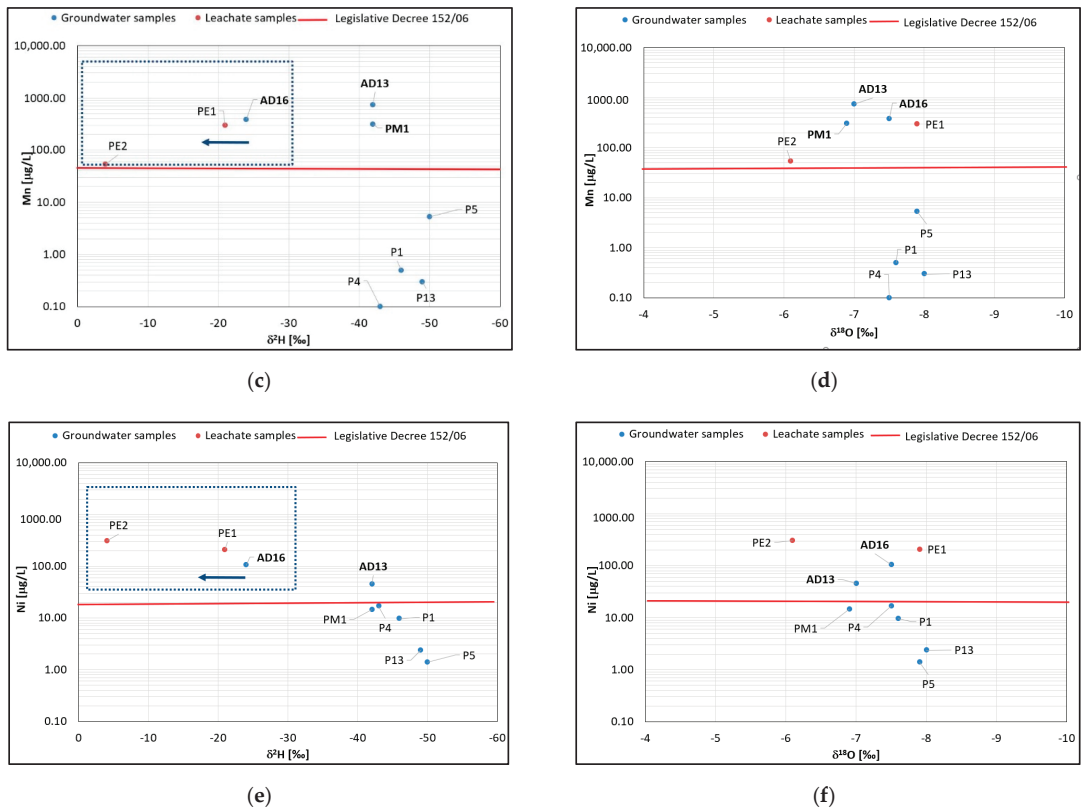 Groundwater samples Leachate samples Legislative Decree 152/06
10,000.00
1000.00
100.00
10.00
1.00
0.10
Mn [µg/L]
AD13
PE1
AD16
PM1
PE2
P5
P1
P4
P13
0 -10 -20 -30 -40 -50 -60
δ²H [‰]
(c)
Groundwater samples Leachate samples Legislative Decree 152/06
10,000.00
1000.00
100.00
10.00
1.00
0.10
Mn [µg/L]
AD13
AD16
PM1
PE1
PE2
P5
P1
P4
P13
-4 -5 -6 -7 -8 -9 -10
δ¹⁸O [‰]
(d)
Groundwater samples Leachate samples Legislative Decree 152/06
10,000.00
1000.00
100.00
10.00
1.00
0.10
Ni [µg/L]
PE2
PE1
AD16
AD13
PM1
P4
P1
P13
P5
0 -10 -20 -30 -40 -50 -60
δ²H [‰]
(e)
Groundwater samples Leachate samples Legislative Decree 152/06
10,000.00
1000.00
100.00
10.00
1.00
0.10
Ni [µg/L]
PE2
AD16
PE1
AD13
PM1
P4
P1
P13
P5
-4 -5 -6 -7 -8 -9 -10
δ¹⁸O [‰]
(f)